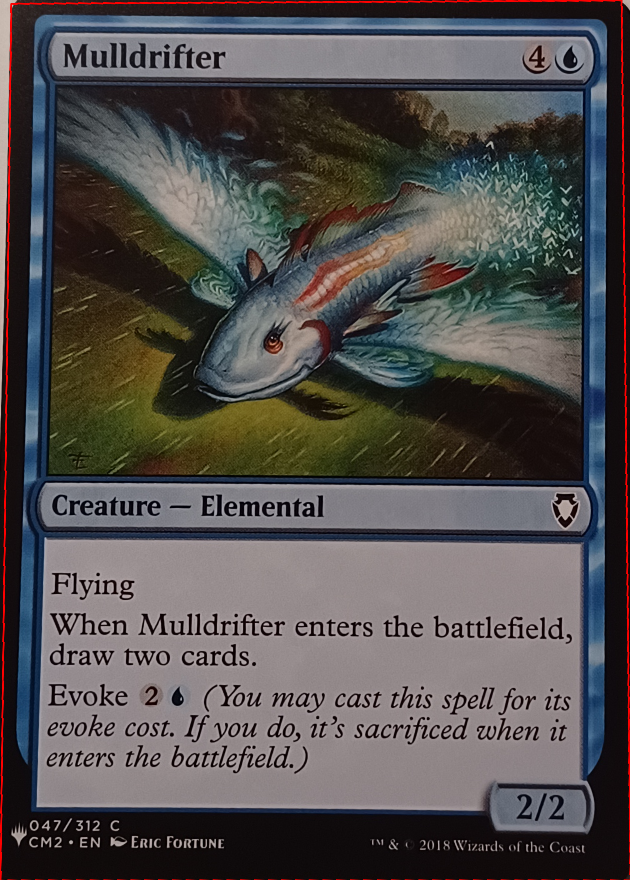 Mulldrifter 4
Creature — Elemental
Flying
When Mulldrifter enters the battlefield,
draw two cards.
Evoke 2 (You may cast this spell for its
evoke cost. If you do, it's sacrificed when it
enters the battlefield.)
2/2
047/312 C
CM2 • EN Eric Fortune
™ & © 2018 Wizards of the Coast